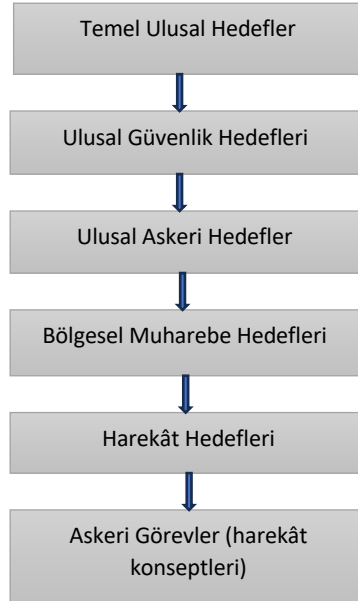 Temel Ulusal Hedefler
Ulusal Güvenlik Hedefleri
Ulusal Askeri Hedefler
Bölgesel Muharebe Hedefleri
Harekât Hedefleri
Askeri Görevler (harekât
konseptleri)